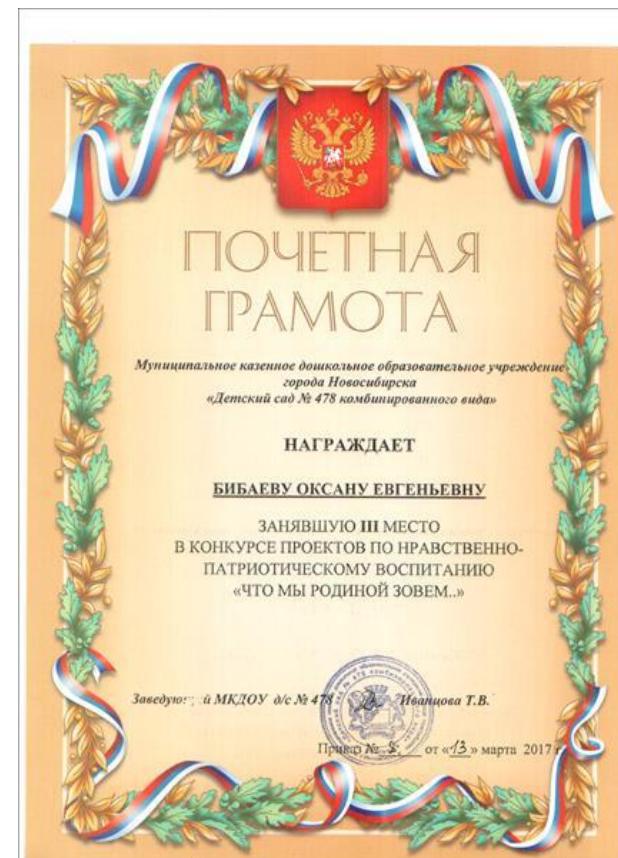 ПОЧЕТНАЯ
ГРАМОТА
Муниципальное казенное дошкольное образовательное учреждение
города Новосибирска
«Детский сад № 478 комбинированного вида»
НАГРАЖДАЕТ
БИБАЕВУ ОКСАНУ ЕВГЕНЬЕВНУ
ЗАНЯВШУЮ III МЕСТО
В КОНКУРСЕ ПРОЕКТОВ ПО НРАВСТВЕННО-
ПАТРИОТИЧЕСКОМУ ВОСПИТАНИЮ
«ЧТО МЫ РОДИНОЙ ЗОВЕМ..»
МКДОУ д/с № 478 Иванцова Т.В.
Приказ № от «13» марта 2017 г